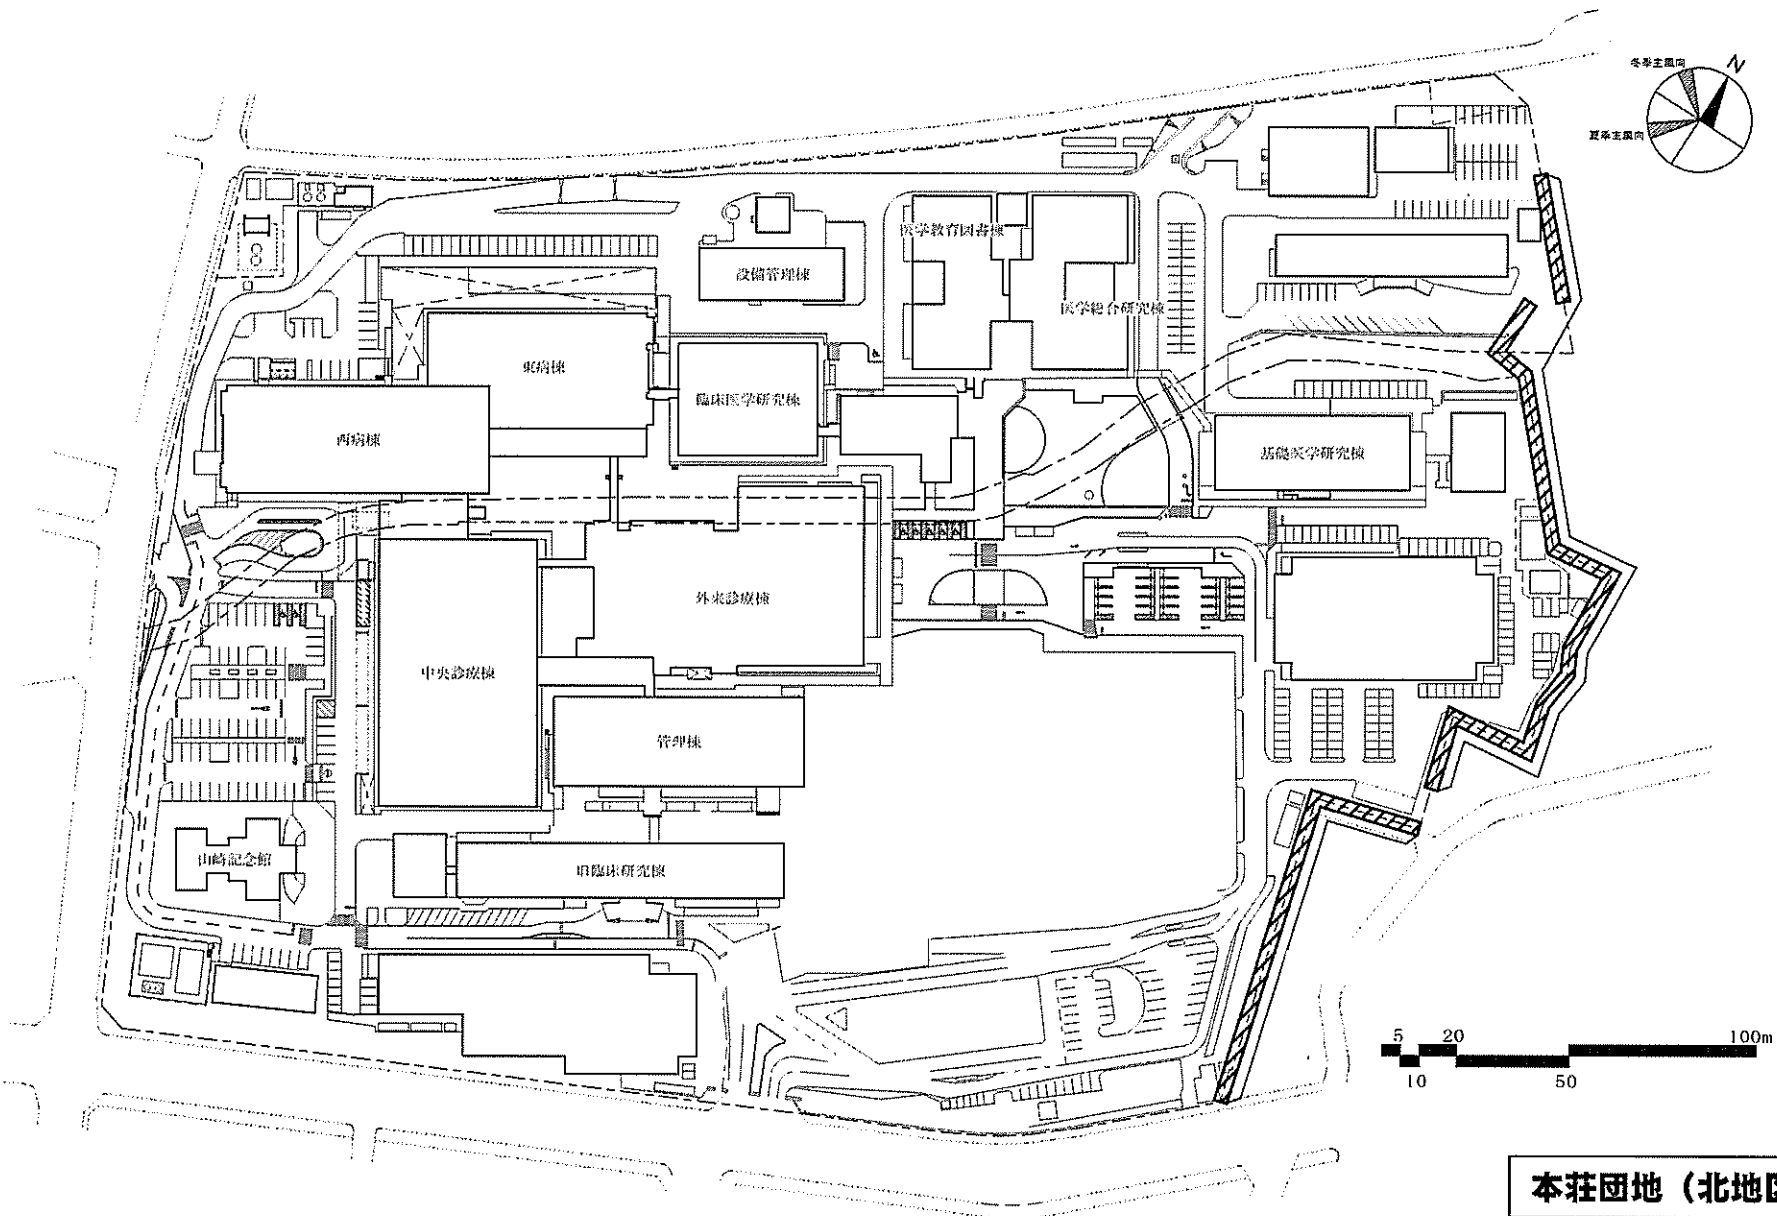 冬季主風向
N
夏季主風向
医学教育図書棟
設備管理棟
医学総合研究棟
東病棟
臨床医学研究棟
西病棟
基礎医学研究棟
外来診療棟
中央診療棟
管理棟
山崎記念館
旧臨床研究棟
5 20 100m
10 50
本荘団地（北地区